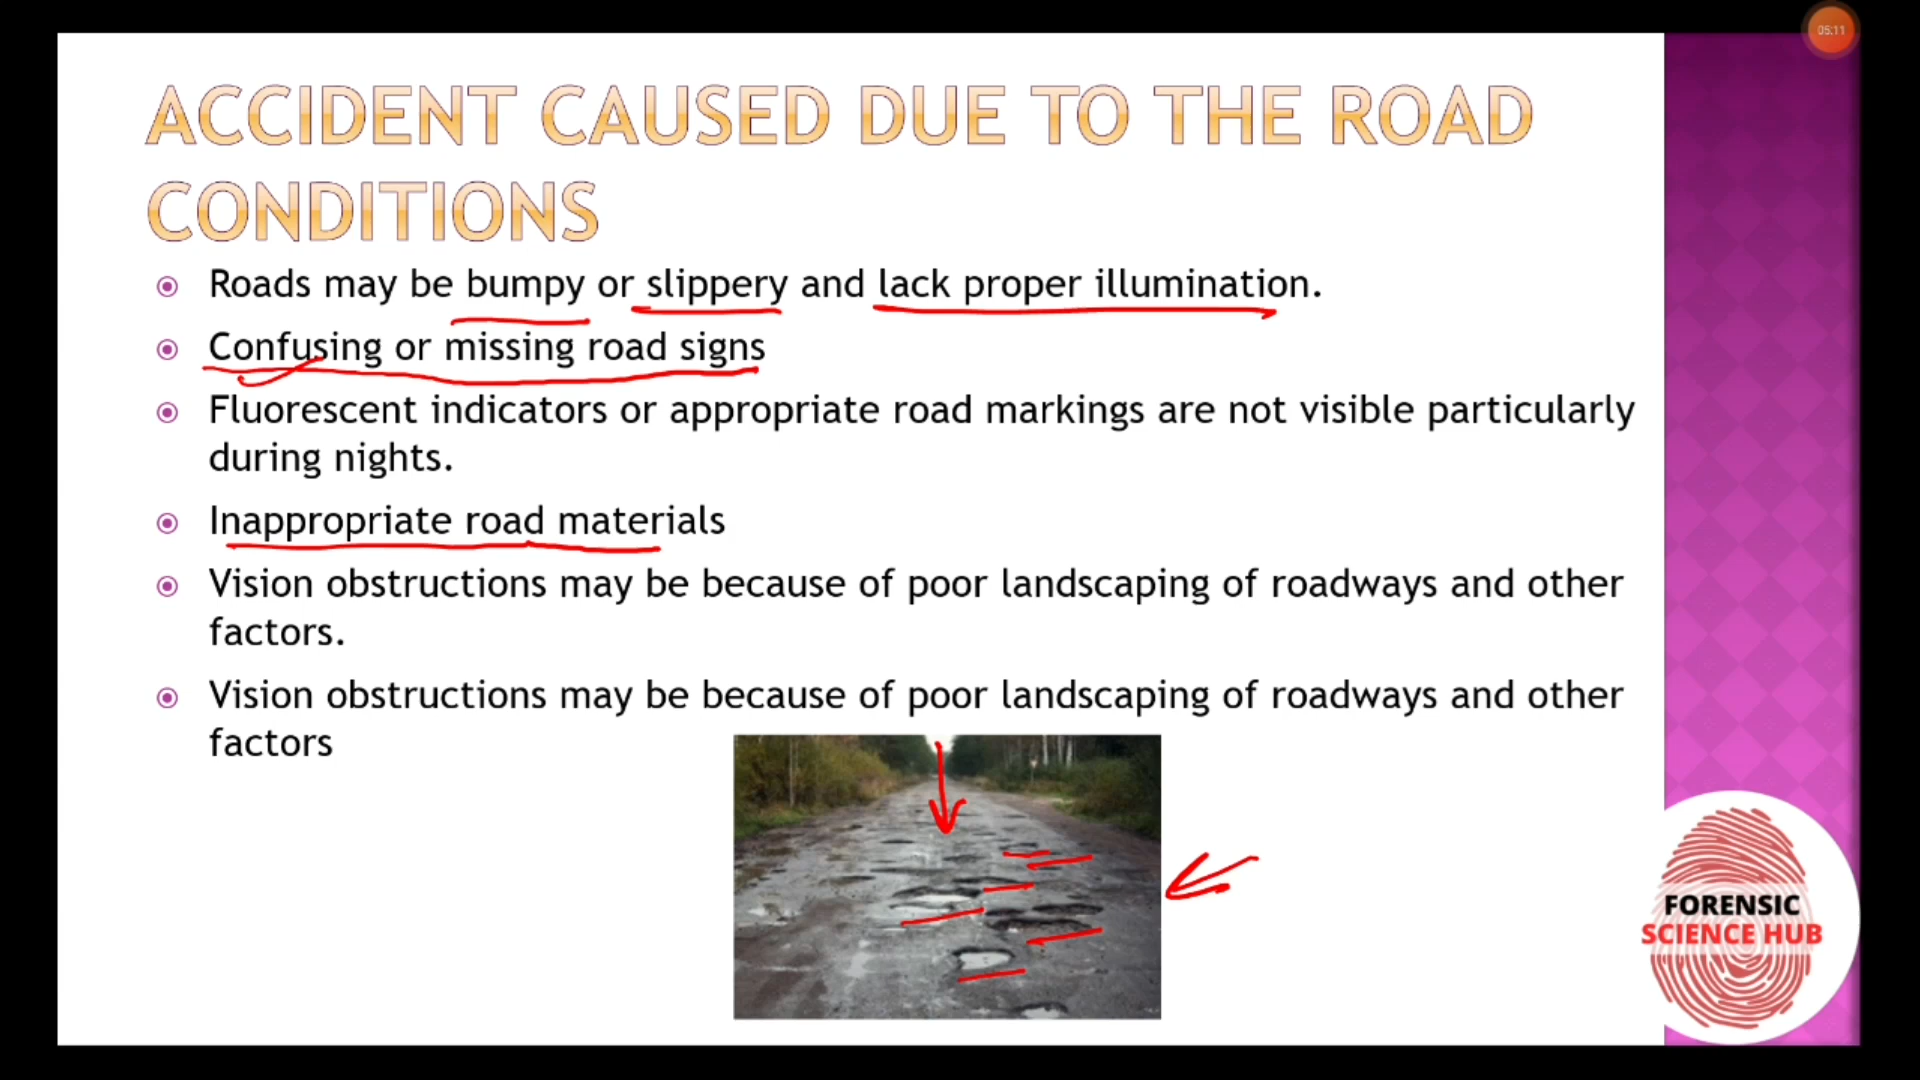 05:11
ACCIDENT CAUSED DUE TO THE ROAD
CONDITIONS
Roads may be bumpy or slippery and lack proper illumination.
Confusing or missing road signs
Fluorescent indicators or appropriate road markings are not visible particularly
during nights.
Inappropriate road materials
Vision obstructions may be because of poor landscaping of roadways and other
factors.
Vision obstructions may be because of poor landscaping of roadways and other
factors
FORENSIC
SCIENCE HUB